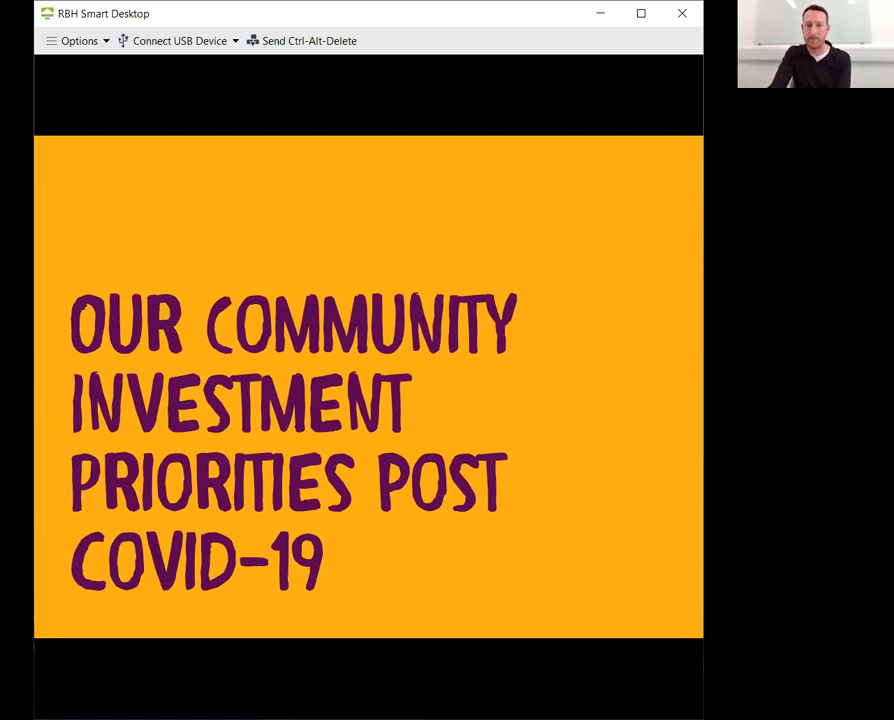 RBH Smart Desktop
Options Connect USB Device Send Ctrl-Alt-Delete
OUR COMMUNITY
INVESTMENT
PRIORITIES POST
COVID-19